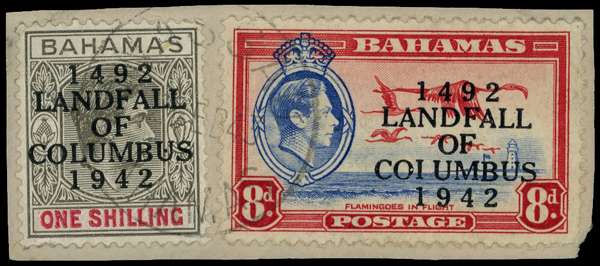 BAHAMAS
1492
LANDFALL
OF
COLUMBUS
1942
ONE SHILLING
BAHAMAS
1492
LANDFALL
OF
COLUMBUS
1942
FLAMINGOES IN FLIGHT
8d POSTAGE 8d